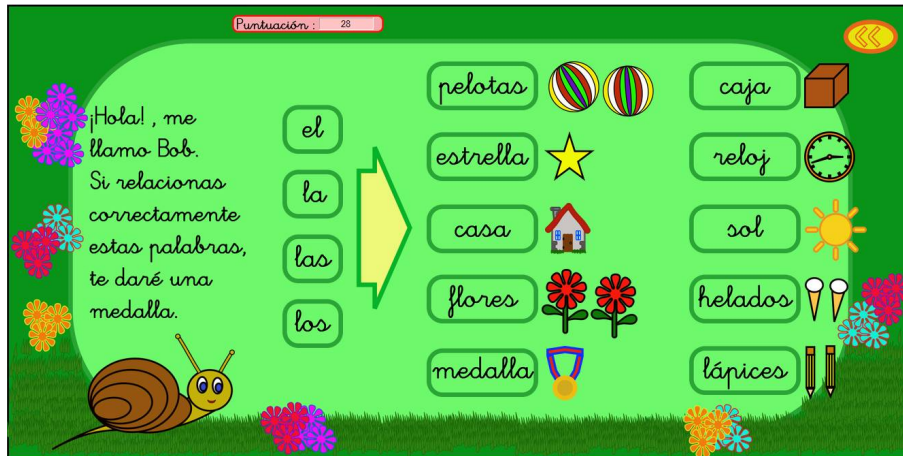 Puntuación : 28
¡Hola! , me
llamo Bob.
Si relacionas
correctamente
estas palabras,
te daré una
medalla.
el
la
las
los
pelotas
estrella
casa
flores
medalla
caja
reloj
sol
helados
lápices